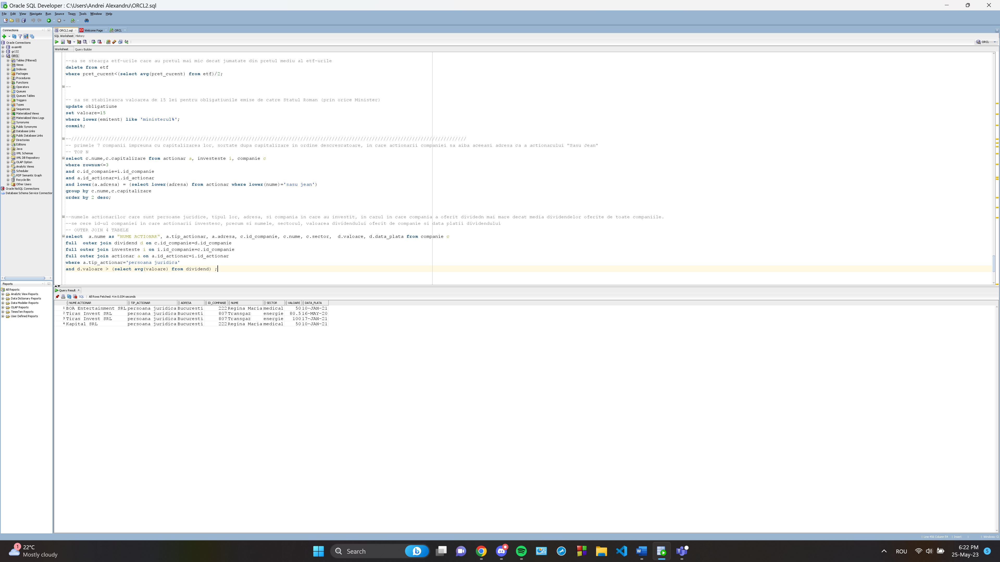 Oracle SQL Developer : C:\Users\Andrei Alexandru\ORCL2.sql
File Edit View Navigate Run Source Team Tools Window Help
Connections
Oracle Connections
exam48
gr132
ORCL
Tables (Filtered)
Views
Indexes
Packages
Procedures
Functions
Operators
Queues
Queues Tables
Triggers
Types
Sequences
Materialized Views
Materialized View Logs
Synonyms
Public Synonyms
Database Links
Public Database Links
Directories
Editions
Java
XML Schemas
XML DB Repository
OLAP Option
Analytic Views
Scheduler
RDF Semantic Graph
Recycle Bin
Other Users
Oracle NoSQL Connections
Database Schema Service Connection
Reports
All Reports
Analytic View Reports
Data Dictionary Reports
Data Modeler Reports
OLAP Reports
TimesTen Reports
User Defined Reports
ORCL2.sql Welcome Page ORCL
SQL Worksheet History
ORCL
Worksheet Query Builder
--sa se stearga etf-urile care au pretul mai mic decat jumatate din pretul mediu al etf-urile
delete from etf
where pret_curent<(select avg(pret_curent) from etf)/2;
--
-- sa se stabileasca valoarea de 15 lei pentru obligatiunile emise de catre Statul Roman (prin orice Minister)
update obligatiune
set valoare=15
where lower(emitent) like 'ministerul%';
commit;
--//////////////////////////////////////////////////////////////////////////////////////////////////////////////////////////////////////////
-- primele 7 companii impreuna cu capitalizarea lor, sortate dupa capitalizare in ordine descrescatoare, in care actionarii companiei sa aiba aceeasi adresa ca a actionarului "Sasu Jean"
-- TOP N
select c.nume,c.capitalizare from actionar a, investeste i, companie c
where rownum<=3
and c.id_companie=i.id_companie
and a.id_actionar=i.id_actionar
and lower(a.adresa) = (select lower(adresa) from actionar where lower(nume)='sasu jean')
group by c.nume,c.capitalizare
order by 2 desc;
--numele actionarilor care sunt persoane juridice, tipul lor, adresa, si compania in care au investit, in cazul in care compania a oferit dividedn mai mare decat media dividendelor oferite de toate companiile.
--se cere id-ul companiei in care actionarii investesc, precum si numele, sectorul, valoarea dividendului oferit de companie si data platii dividendului
-- OUTER JOIN 4 TABELE
select  a.nume as "NUME ACTIONAR", a.tip_actionar, a.adresa, c.id_companie, c.nume, c.sector,  d.valoare, d.data_plata from companie c
full  outer join dividend d on c.id_companie=d.id_companie
full outer join investeste i on i.id_companie=c.id_companie
full outer join actionar a on a.id_actionar=i.id_actionar
where a.tip_actionar='persoana juridica'
and d.valoare > (select avg(valoare) from dividend) ;
Query Result x
SQL | All Rows Fetched: 4 in 0.034 seconds
NUME ACTIONAR TIP_ACTIONAR ADRESA ID_COMPANIE NUME SECTOR VALOARE DATA_PLATA
1 BOA Entertainment SRL persoana juridica Bucuresti 222 Regina Maria medical 50 10-JAN-21
2 Tiras Invest SRL persoana juridica Bucuresti 807 Transgaz energie 80.5 16-MAY-20
3 Tiras Invest SRL persoana juridica Bucuresti 807 Transgaz energie 100 17-JAN-21
4 Kapital SRL persoana juridica Bucuresti 222 Regina Maria medical 50 10-JAN-21
Line 456 Column 54 | Insert | | Windows: Cl
1 22°C
Mostly cloudy
Search
ROU
6:22 PM
25-May-23
5